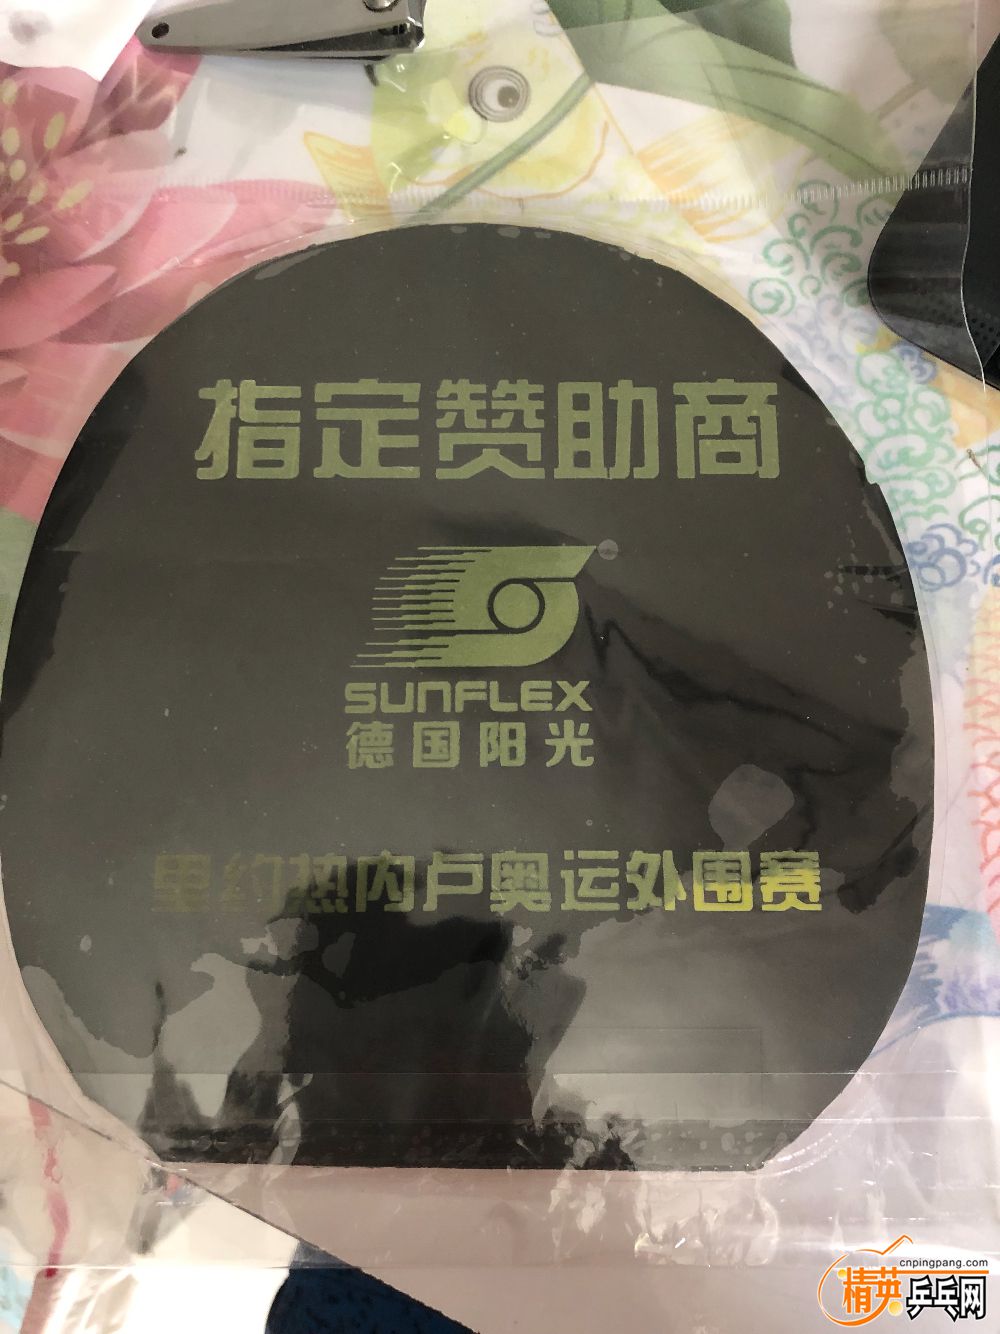 指定赞助商
SUNFLEX
德国阳光
里约热内卢奥运外围赛
cnpingpang.com
精英乒乓网